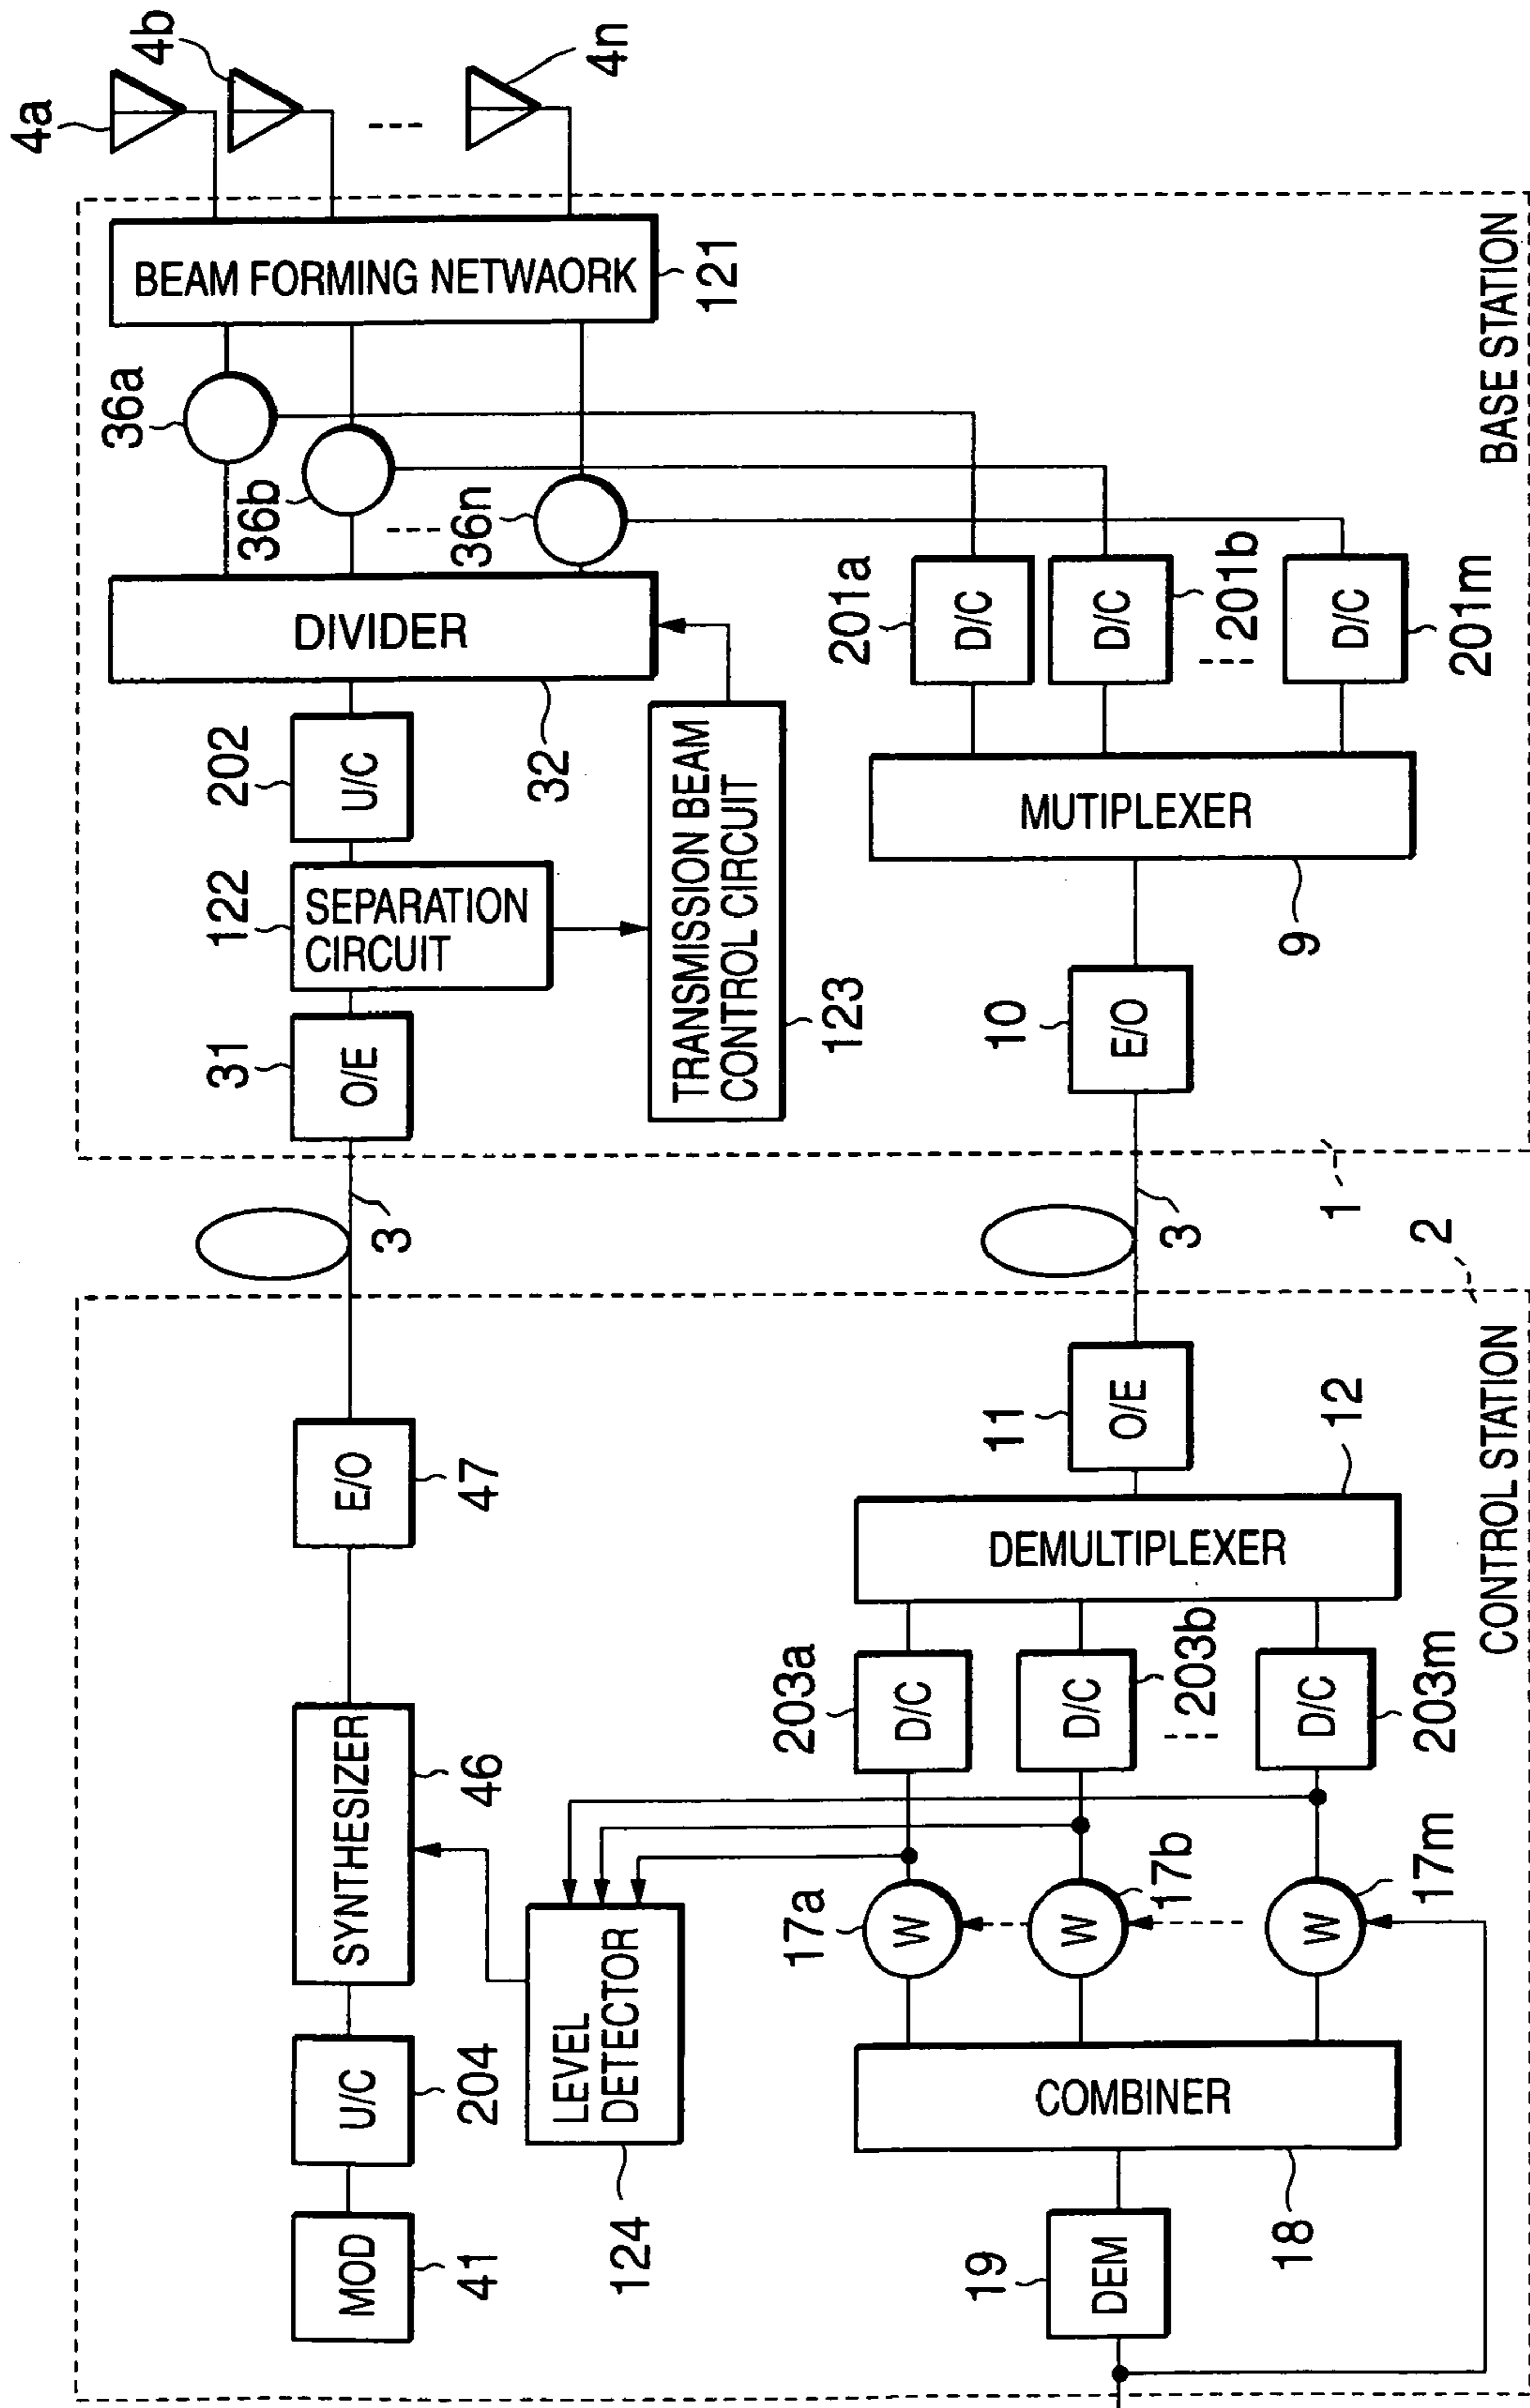 4a
4b
4n
BEAM FORMING NETWAORK
121
36a
36b
36n
DIVIDER
32
202
U/C
122
SEPARATION
CIRCUIT
31
O/E
TRANSMISSION BEAM
CONTROL CIRCUIT
123
201a
D/C
D/C
201b
D/C
201m
MUTIPLEXER
9
10
E/O
BASE STATION
1
3
3
2
CONTROL STATION
E/O
47
SYNTHESIZER
46
U/C
204
MOD
41
LEVEL
DETECTOR
124
11
O/E
12
DEMULTIPLEXER
203a
D/C
D/C
203b
D/C
203m
17a
W
W
17b
W
17m
COMBINER
18
19
DEM